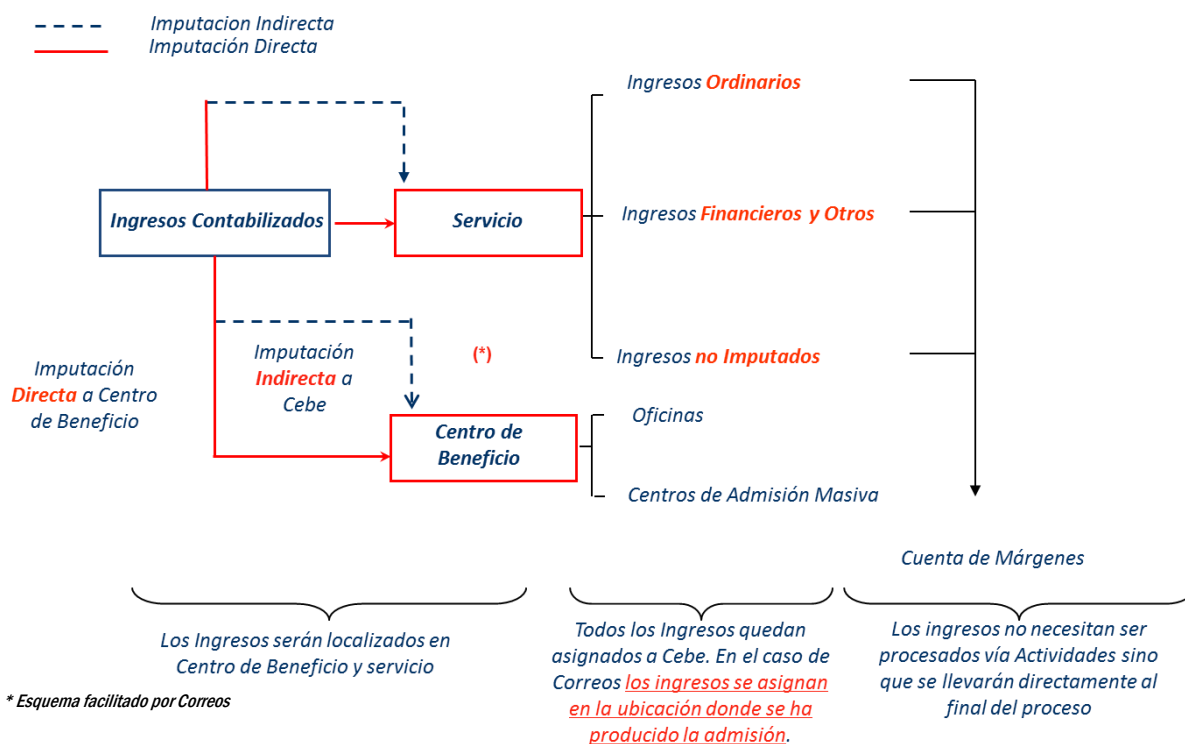 Imputacion Indirecta
Imputación Directa
Ingresos Ordinarios
Ingresos Contabilizados
Servicio
Ingresos Financieros y Otros
Imputación
Directa a Centro
de Beneficio
Imputación
Indirecta a
Cebe
(*)
Ingresos no Imputados
Centro de
Beneficio
Oficinas
Centros de Admisión Masiva
Cuenta de Márgenes
Los Ingresos serán localizados en
Centro de Beneficio y servicio
Todos los Ingresos quedan
asignados a Cebe. En el caso de
Correos los ingresos se asignan
en la ubicación donde se ha
producido la admisión.
Los ingresos no necesitan ser
procesados vía Actividades sino
que se llevarán directamente al
final del proceso
* Esquema facilitado por Correos